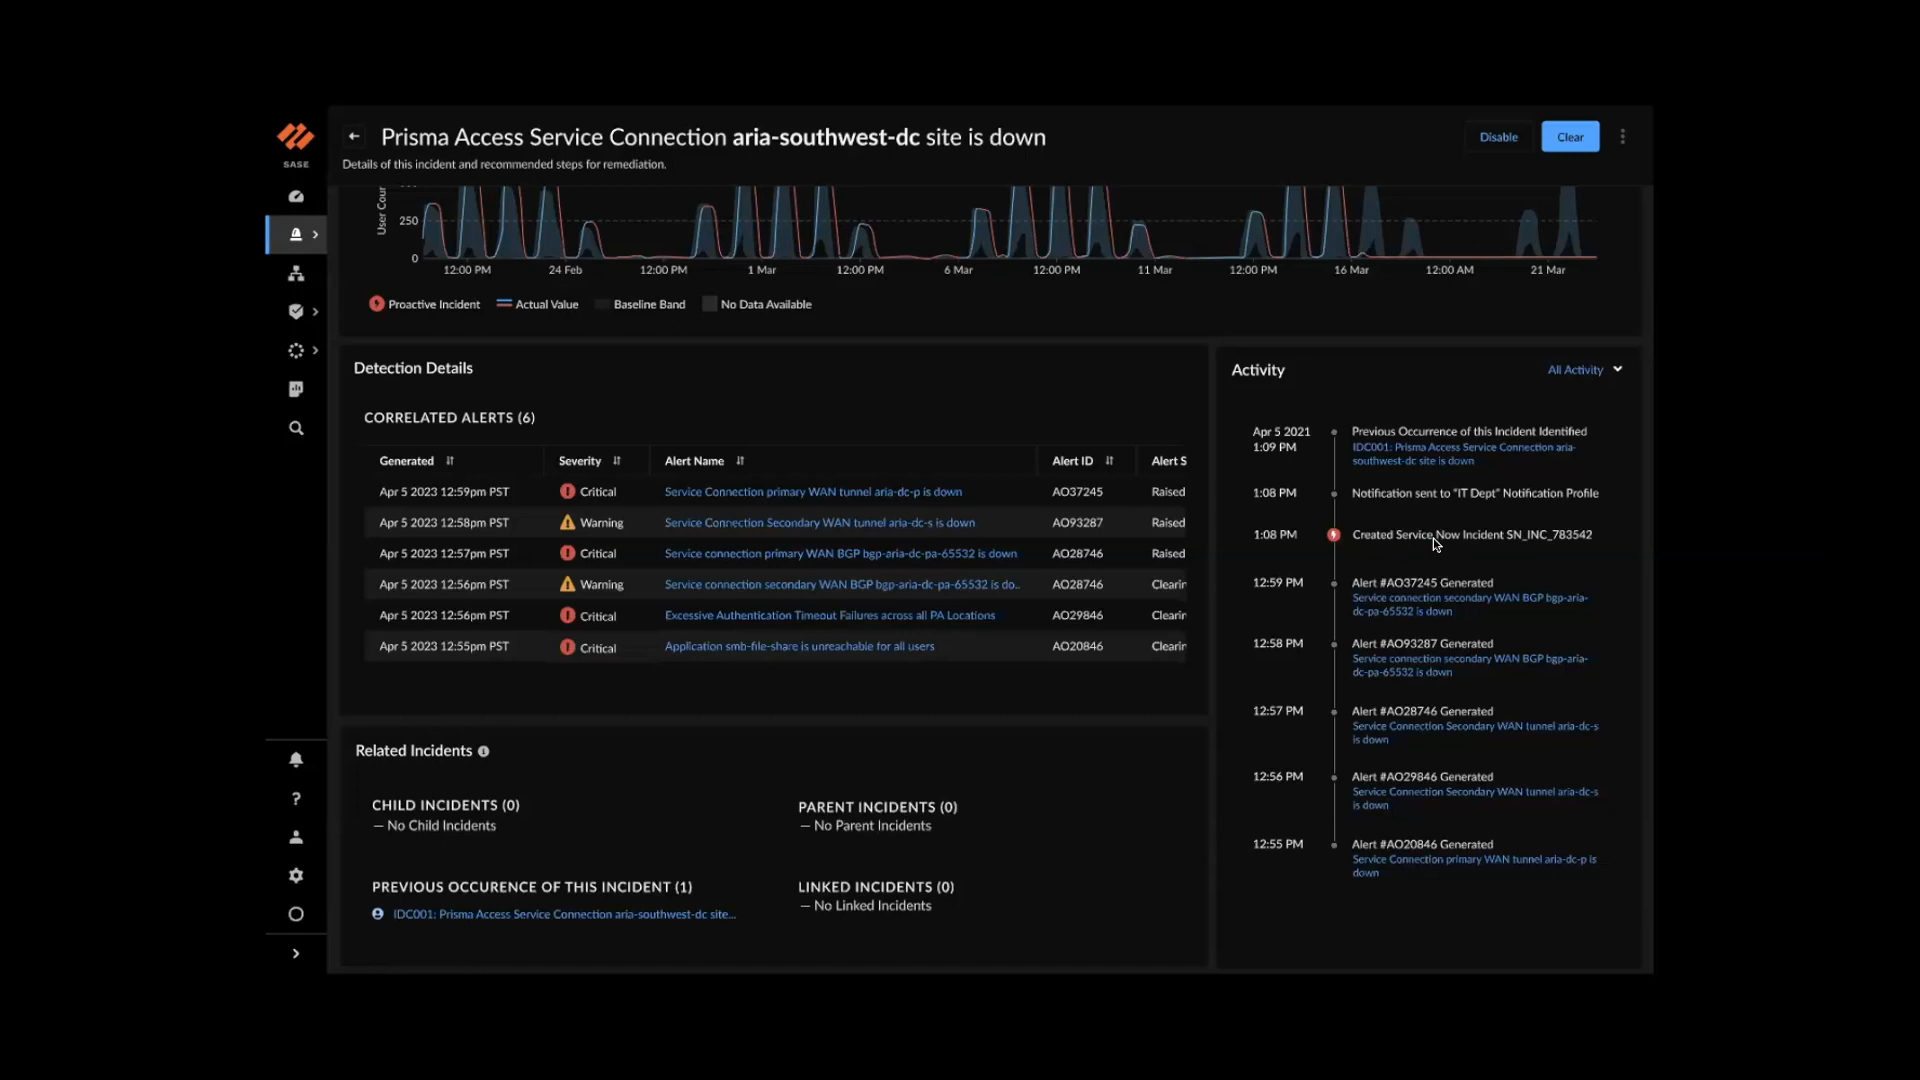 SASE
Prisma Access Service Connection aria-southwest-dc site is down
Details of this incident and recommended steps for remediation.
Disable
Clear
User Cour
250
0
12:00 PM
24 Feb
12:00 PM
1 Mar
12:00 PM
6 Mar
12:00 PM
11 Mar
12:00 PM
16 Mar
12:00 AM
21 Mar
Proactive Incident
Actual Value
Baseline Band
No Data Available
Detection Details
CORRELATED ALERTS (6)
Generated Severity Alert Name Alert ID Alert S
Apr 5 2023 12:59pm PST Critical Service Connection primary WAN tunnel aria-dc-p is down AO37245 Raised
Apr 5 2023 12:58pm PST Warning Service Connection Secondary WAN tunnel aria-dc-s is down AO93287 Raised
Apr 5 2023 12:57pm PST Critical Service connection primary WAN BGP bgp-aria-dc-pa-65532 is down AO28746 Raised
Apr 5 2023 12:56pm PST Warning Service connection secondary WAN BGP bgp-aria-dc-pa-65532 is do.. AO28746 Clearin
Apr 5 2023 12:56pm PST Critical Excessive Authentication Timeout Failures across all PA Locations AO29846 Clearin
Apr 5 2023 12:55pm PST Critical Application smb-file-share is unreachable for all users AO20846 Clearin
Related Incidents
CHILD INCIDENTS (0)
— No Child Incidents
PARENT INCIDENTS (0)
— No Parent Incidents
PREVIOUS OCCURENCE OF THIS INCIDENT (1)
IDC001: Prisma Access Service Connection aria-southwest-dc site...
LINKED INCIDENTS (0)
— No Linked Incidents
Activity
All Activity
Apr 5 2021
1:09 PM
Previous Occurrence of this Incident Identified
IDC001: Prisma Access Service Connection aria-
southwest-dc site is down
1:08 PM
Notification sent to "IT Dept" Notification Profile
1:08 PM
Created Service Now Incident SN_INC_783542
12:59 PM
Alert #AO37245 Generated
Service connection secondary WAN BGP bgp-aria-
dc-pa-65532 is down
12:58 PM
Alert #AO93287 Generated
Service connection secondary WAN BGP bgp-aria-
dc-pa-65532 is down
12:57 PM
Alert #AO28746 Generated
Service Connection Secondary WAN tunnel aria-dc-s
is down
12:56 PM
Alert #AO29846 Generated
Service Connection Secondary WAN tunnel aria-dc-s
is down
12:55 PM
Alert #AO20846 Generated
Service Connection primary WAN tunnel aria-dc-p is
down